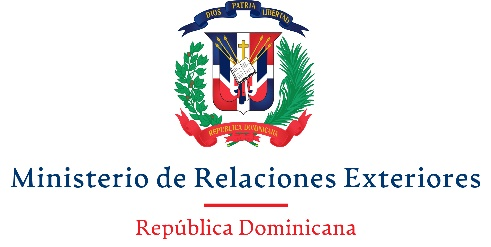 DIOS PATRIA LIBERTAD
REPÚBLICA DOMINICANA
Ministerio de Relaciones Exteriores
República Dominicana